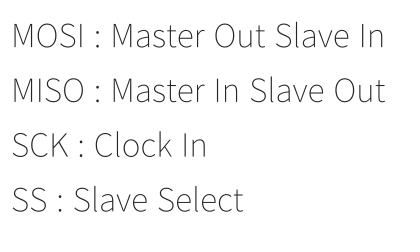 MOSI : Master Out Slave In
MISO : Master In Slave Out
SCK : Clock In
SS : Slave Select